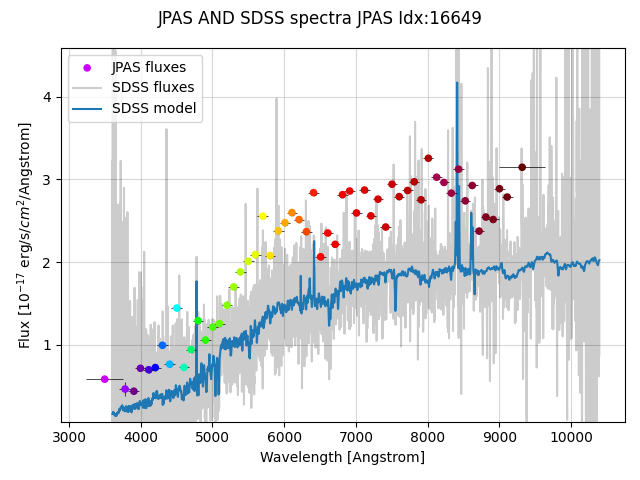 JPAS AND SDSS spectra JPAS Idx:16649
JPAS fluxes
SDSS fluxes
SDSS model
Flux [10^{-17} erg/s/cm^2/Angstrom]
4
3
2
1
3000 4000 5000 6000 7000 8000 9000 10000
Wavelength [Angstrom]